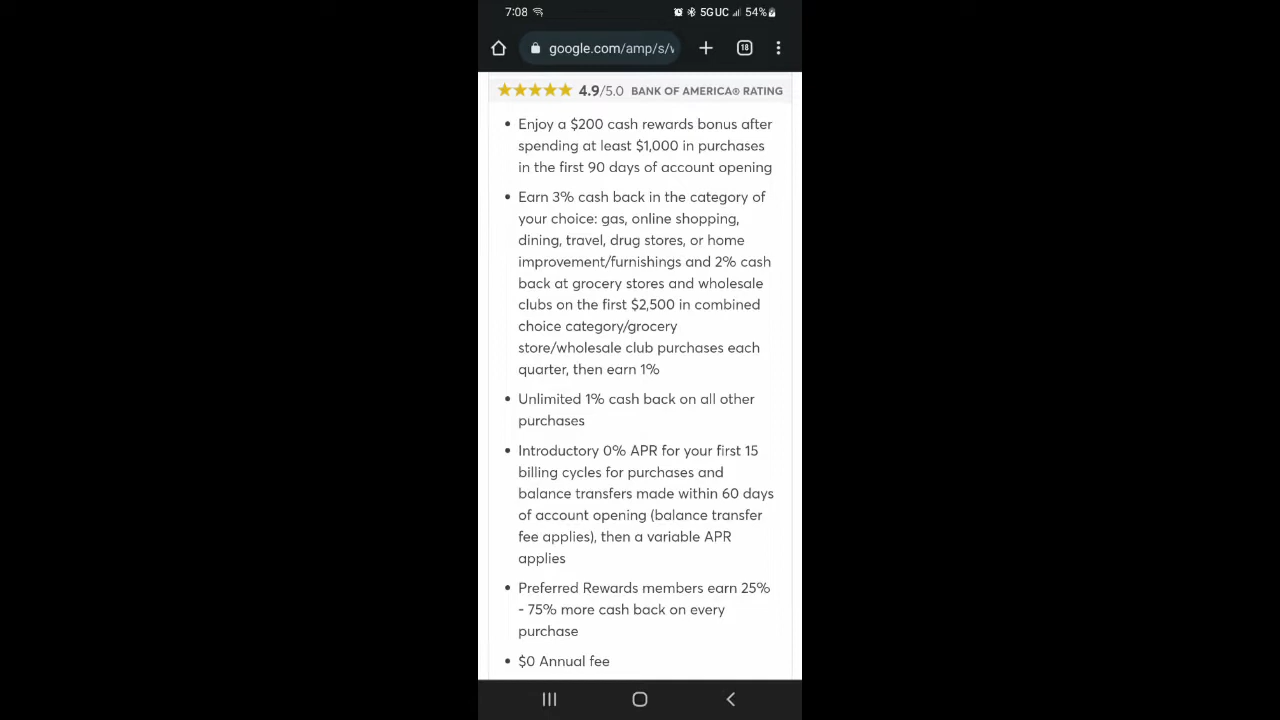 7:08 5G UC 54%
google.com/amp/s/ 18
4.9/5.0 BANK OF AMERICA® RATING
• Enjoy a $200 cash rewards bonus after
spending at least $1,000 in purchases
in the first 90 days of account opening
• Earn 3% cash back in the category of
your choice: gas, online shopping,
dining, travel, drug stores, or home
improvement/furnishings and 2% cash
back at grocery stores and wholesale
clubs on the first $2,500 in combined
choice category/grocery
store/wholesale club purchases each
quarter, then earn 1%
• Unlimited 1% cash back on all other
purchases
• Introductory 0% APR for your first 15
billing cycles for purchases and
balance transfers made within 60 days
of account opening (balance transfer
fee applies), then a variable APR
applies
• Preferred Rewards members earn 25%
- 75% more cash back on every
purchase
• $0 Annual fee